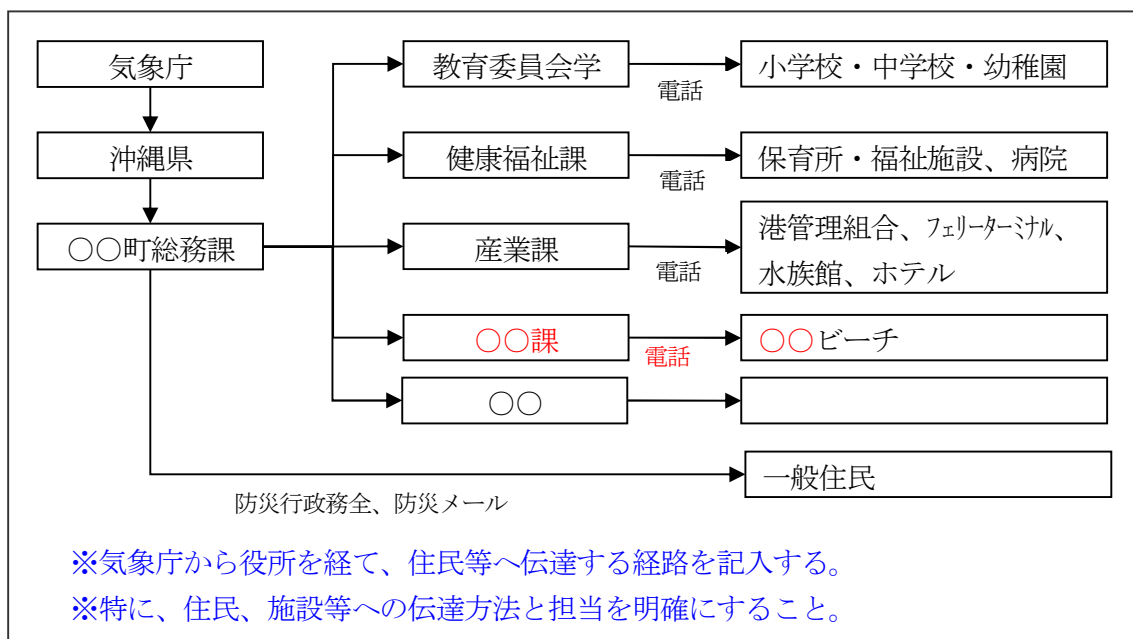 気象庁
教育委員会学
電話
小学校・中学校・幼稚園
沖縄県
健康福祉課
電話
保育所・福祉施設、病院
○○町総務課
産業課
電話
港管理組合、フェリーターミナル、
水族館、ホテル
○○課
電話
○○ビーチ
○○
一般住民
防災行政務全、防災メール
※気象庁から役所を経て、住民等へ伝達する経路を記入する。
※特に、住民、施設等への伝達方法と担当を明確にすること。